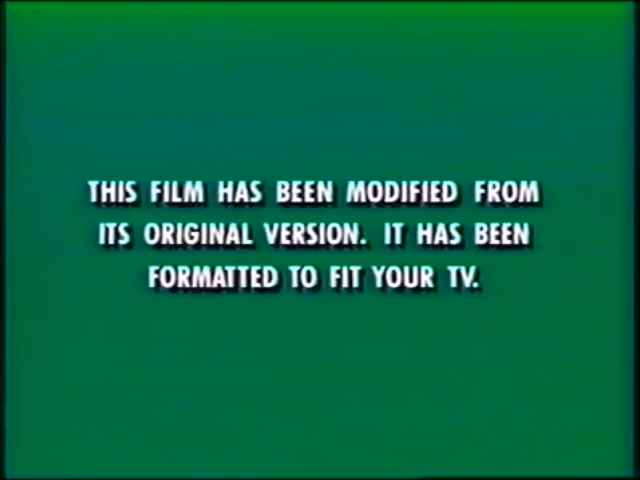 THIS FILM HAS BEEN MODIFIED FROM
ITS ORIGINAL VERSION. IT HAS BEEN
FORMATTED TO FIT YOUR TV.